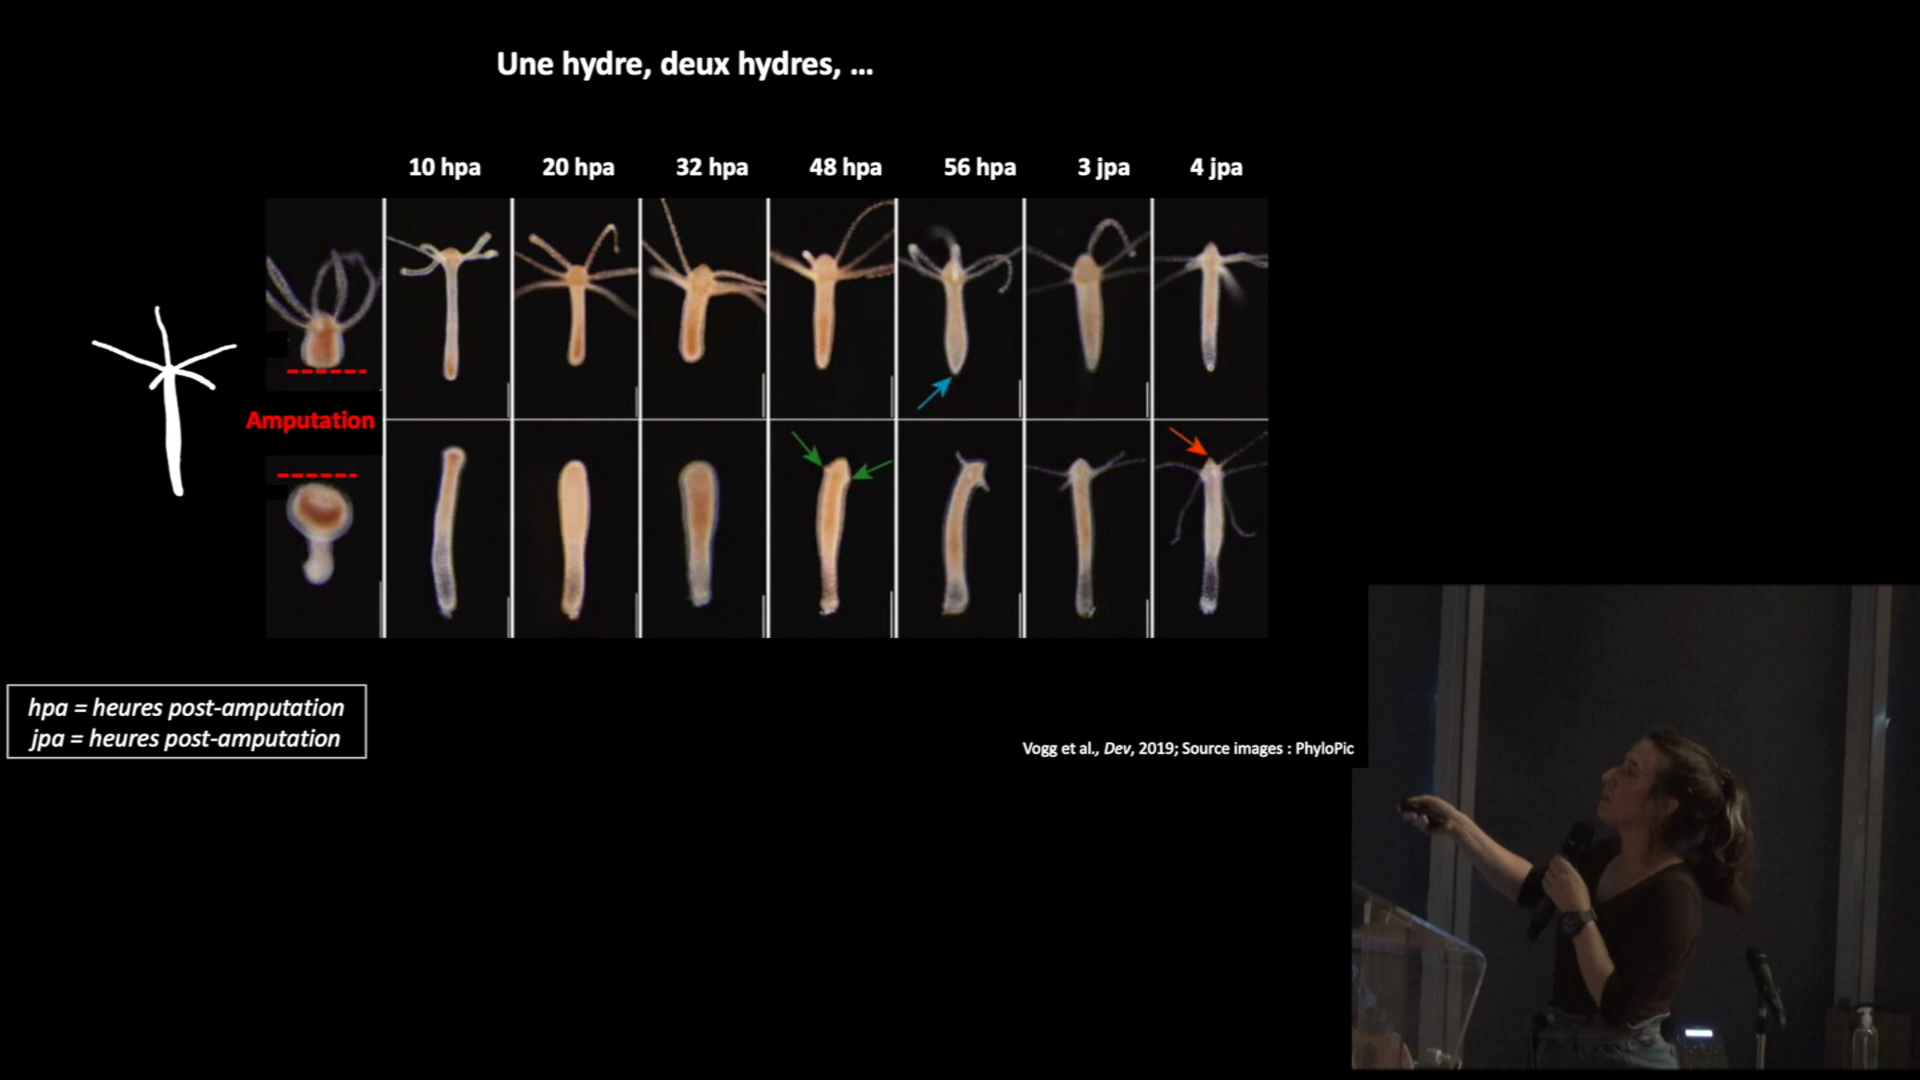 Une hydre, deux hydres, ...
10 hpa 20 hpa 32 hpa 48 hpa 56 hpa 3 jpa 4 jpa
Amputation
hpa = heures post-amputation
jpa = heures post-amputation
Vogg et al., Dev, 2019; Source images : PhyloPic